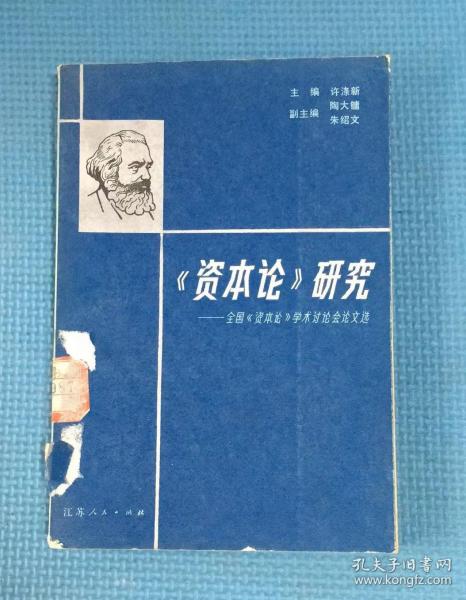 主编 许涤新
副主编 陶大镛
朱绍文
《资本论》研究
——全国《资本论》学术讨论会论文选
江苏人民出版社
孔夫子旧书网
www.kongfz.com